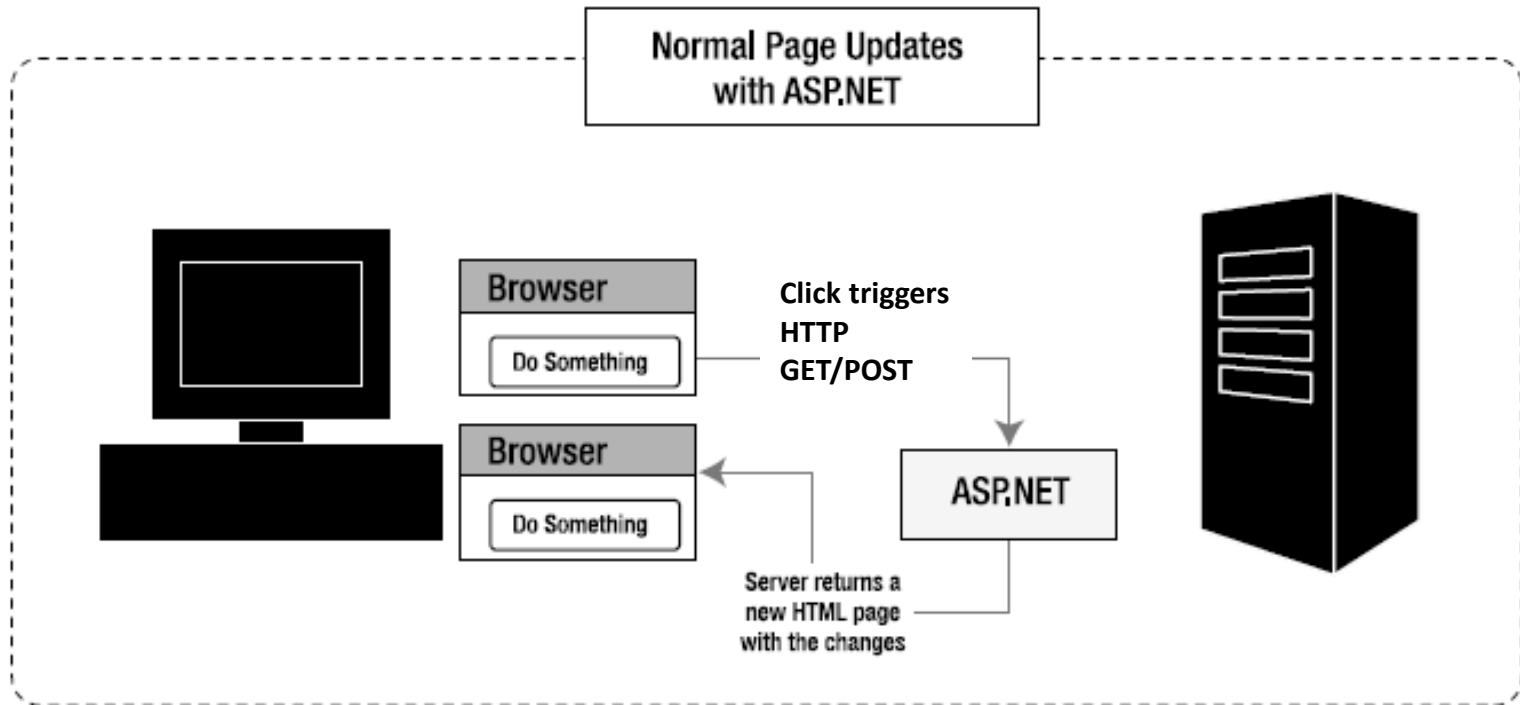 Normal Page Updates
with ASP.NET
Browser
Do Something
Click triggers
HTTP
GET/POST
Browser
Do Something
ASP.NET
Server returns a
new HTML page
with the changes